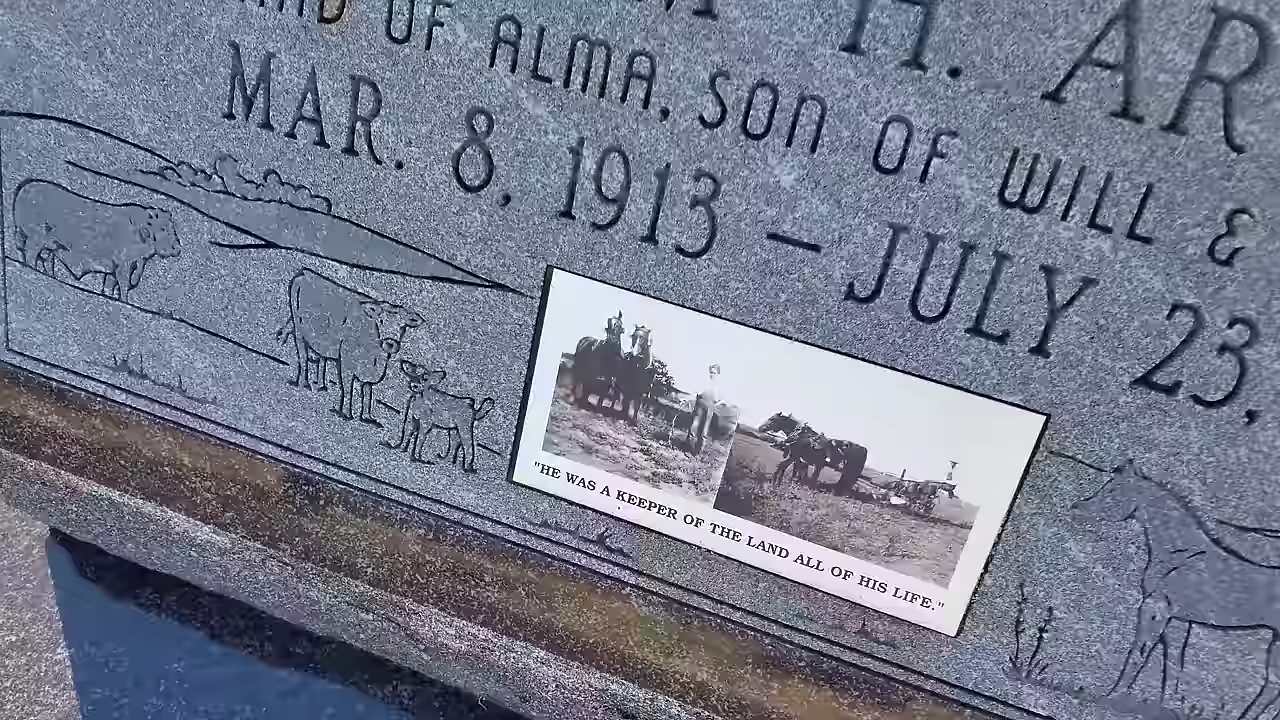 H. AR
OF ALMA, SON OF WILL &
MAR. 8, 1913 – JULY 23,
"HE WAS A KEEPER OF THE LAND ALL OF HIS LIFE."